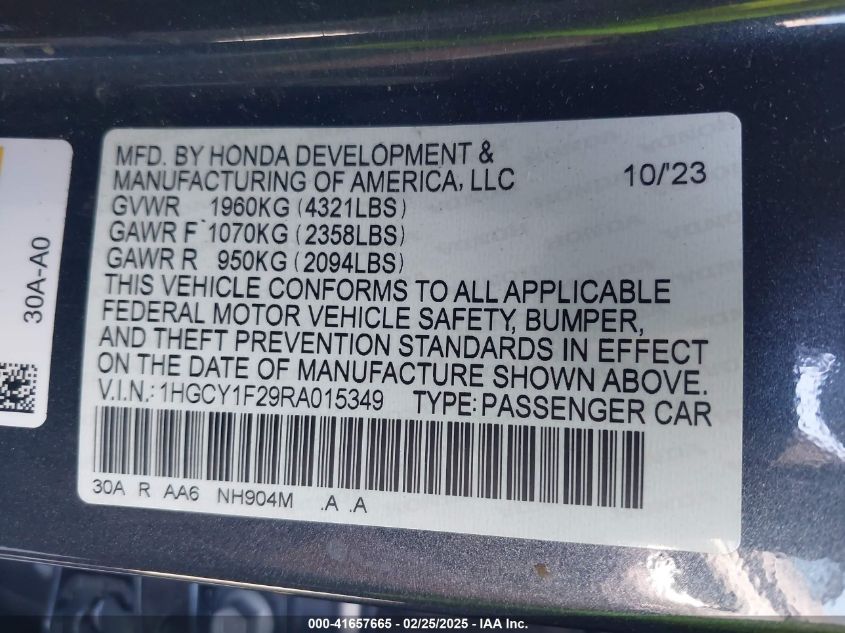 MFD. BY HONDA DEVELOPMENT &
MANUFACTURING OF AMERICA, LLC 10/'23
GVWR 1960KG (4321LBS)
GAWR F 1070KG (2358LBS)
GAWR R 950KG (2094LBS)
THIS VEHICLE CONFORMS TO ALL APPLICABLE
FEDERAL MOTOR VEHICLE SAFETY, BUMPER,
AND THEFT PREVENTION STANDARDS IN EFFECT
ON THE DATE OF MANUFACTURE SHOWN ABOVE.
V.I.N.: 1HGCY1F29RA015349 TYPE: PASSENGER CAR
30A R AA6 NH904M .A .A
30A-A0
000-41657665 - 02/25/2025 - IAA Inc.